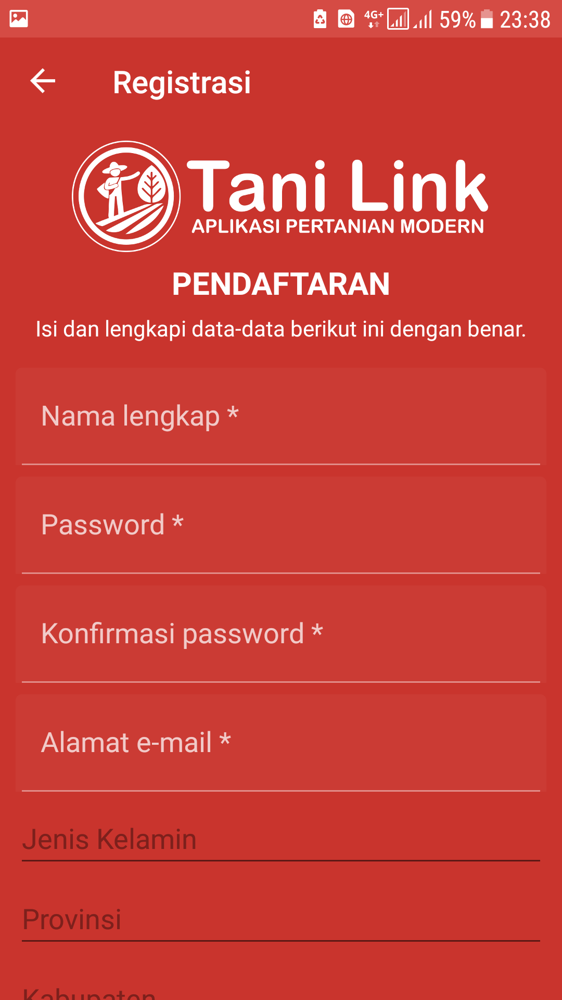 4G+ 59% 23:38
Registrasi
Tani Link
APLIKASI PERTANIAN MODERN
PENDAFTARAN
Isi dan lengkapi data-data berikut ini dengan benar.
Nama lengkap *
Password *
Konfirmasi password *
Alamat e-mail *
Jenis Kelamin
Provinsi
Kabupaten